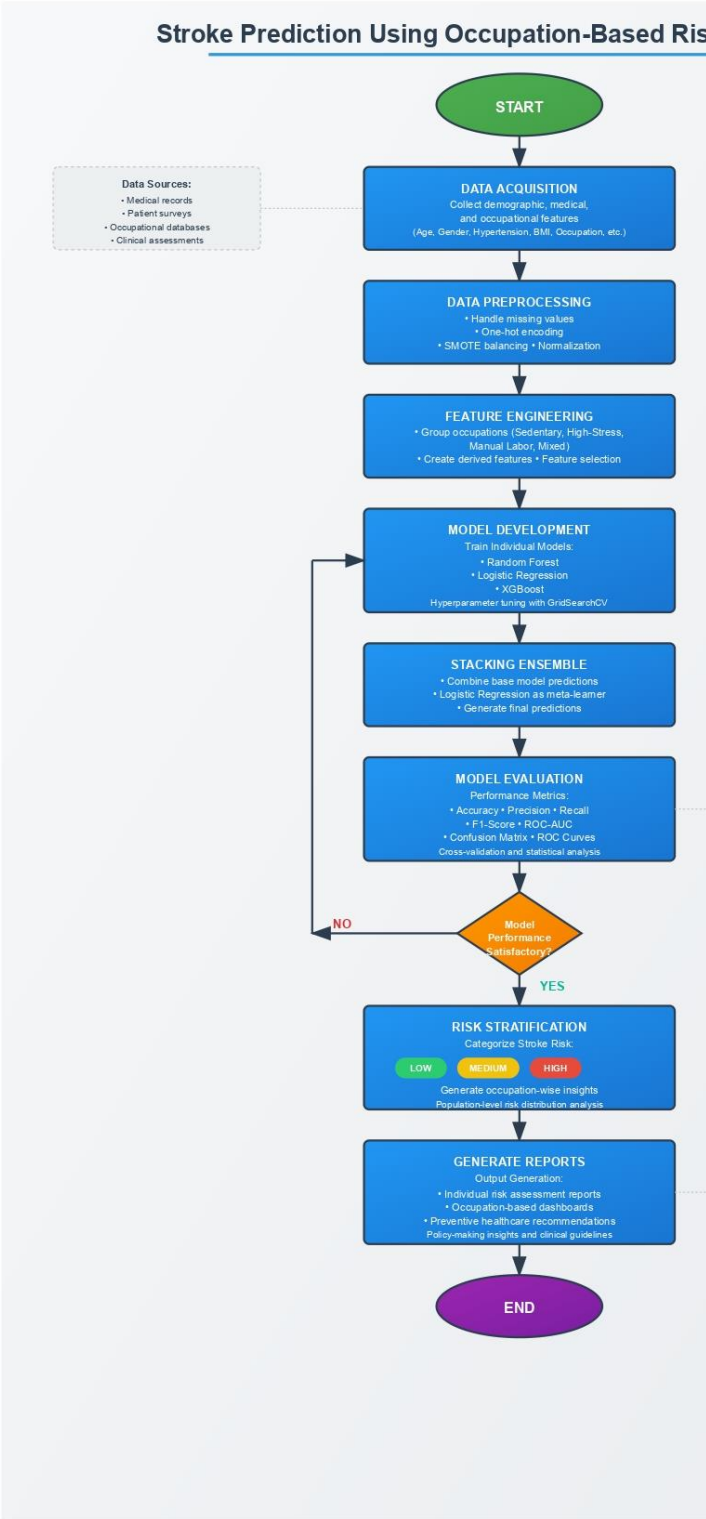 Stroke Prediction Using Occupation-Based Ris
START
Data Sources:
• Medical records
• Patient surveys
• Occupational databases
• Clinical assessments
DATA ACQUISITION
Collect demographic, medical,
and occupational features
(Age, Gender, Hypertension, BMI, Occupation, etc.)
DATA PREPROCESSING
• Handle missing values
• One-hot encoding
• SMOTE balancing • Normalization
FEATURE ENGINEERING
• Group occupations (Sedentary, High-Stress,
Manual Labor, Mixed)
• Create derived features • Feature selection
MODEL DEVELOPMENT
Train Individual Models:
• Random Forest
• Logistic Regression
• XGBoost
Hyperparameter tuning with GridSearchCV
STACKING ENSEMBLE
• Combine base model predictions
• Logistic Regression as meta-learner
• Generate final predictions
MODEL EVALUATION
Performance Metrics:
• Accuracy • Precision • Recall
• F1-Score • ROC-AUC
• Confusion Matrix • ROC Curves
Cross-validation and statistical analysis
NO
Model
Performance
Satisfactory?
YES
RISK STRATIFICATION
Categorize Stroke Risk:
LOW MEDIUM HIGH
Generate occupation-wise insights
Population-level risk distribution analysis
GENERATE REPORTS
Output Generation:
• Individual risk assessment reports
• Occupation-based dashboards
• Preventive healthcare recommendations
Policy-making insights and clinical guidelines
END